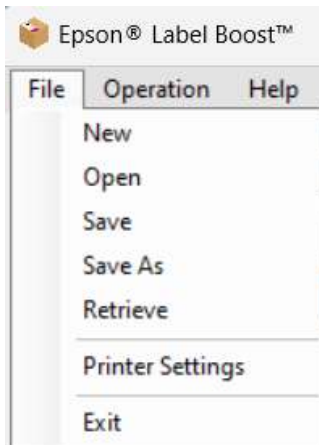 Epson® Label Boost™
File Operation Help
New
Open
Save
Save As
Retrieve
Printer Settings
Exit